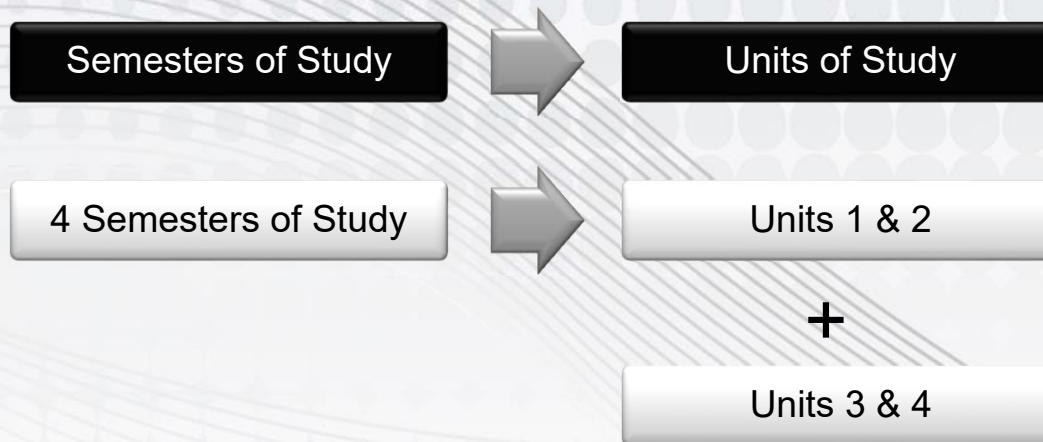 Semesters of Study
Units of Study
4 Semesters of Study
Units 1 & 2
+
Units 3 & 4